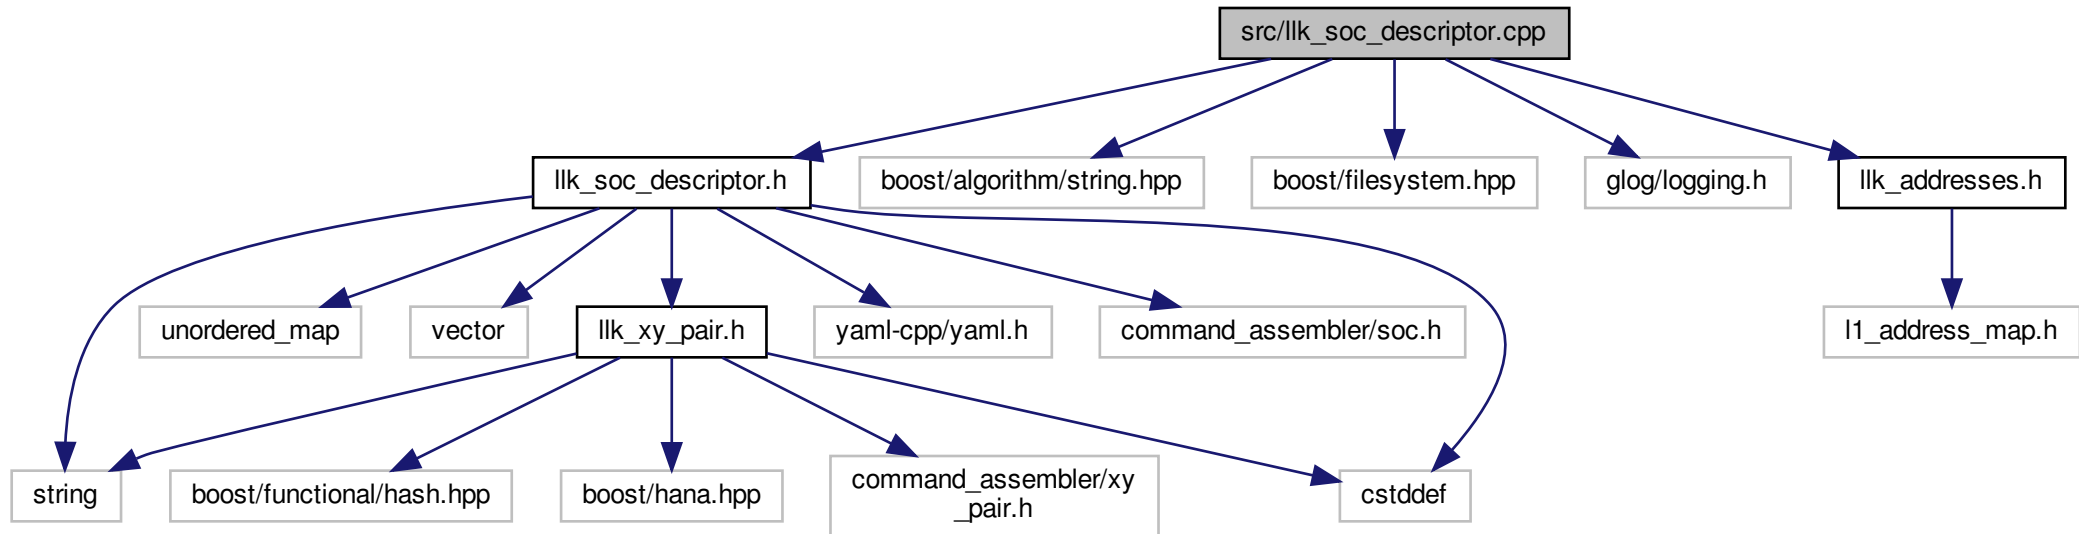 src/llk_soc_descriptor.cpp
llk_soc_descriptor.h
boost/algorithm/string.hpp
boost/filesystem.hpp
glog/logging.h
llk_addresses.h
unordered_map
vector
llk_xy_pair.h
yaml-cpp/yaml.h
command_assembler/soc.h
l1_address_map.h
string
boost/functional/hash.hpp
boost/hana.hpp
command_assembler/xy
_pair.h
cstddef